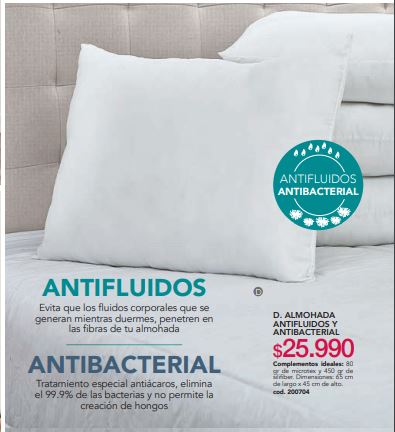 ANTIFLUIDOS
ANTIBACTERIAL
ANTIFLUIDOS
Evita que los fluidos corporales que se
generan mientras duermes, penetren en
las fibras de tu almohada
ANTIBACTERIAL
Tratamiento especial antiácaros, elimina
el 99.9% de las bacterias y no permite la
creación de hongos
D
D. ALMOHADA
ANTIFLUIDOS Y
ANTIBACTERIAL
$25.990
Complementos ideales: 80
gr de microtex y 450 gr de
silifiber. Dimensiones: 65 cm
de largo x 45 cm de alto.
cod. 200704